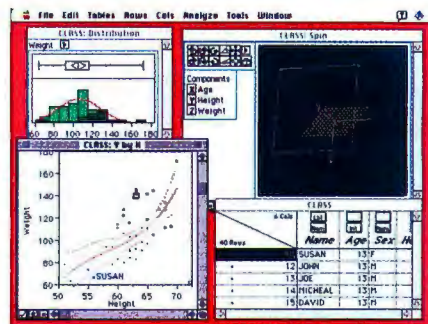 File Edit Tables Rows Cols Analyze Tools Window
CLASS: Distribution
Weight
60 80 100 120 140 160 180
CLASS: Spin
Components
X Age
Y Height
Z Weight
CLASS: Y by X
Weight
180
160
140
120
100
80
60
SUSAN
50 55 60 65 70
Height
CLASS
6 Cols
40 Rows
Name Age Sex
SUSAN 13 F
12 JOHN 13 M
13 JOE 13 M
14 MICHEAL 13 M
15 DAVID 13 M